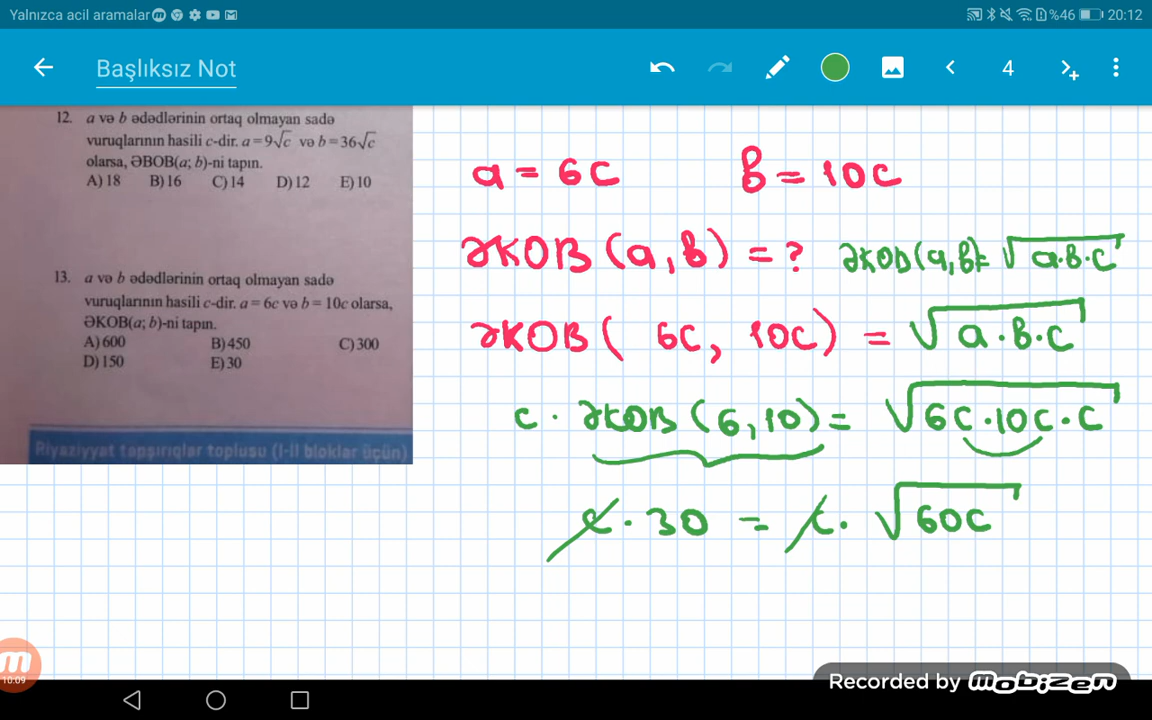 Yalnızca acil aramalar %46 20:12
Başlıksız Not 4
12. a və b ədədlərinin ortaq olmayan sadə
vuruqlarının hasili c-dir. a=9√c və b=36√c
olarsa, ƏBOB(a; b)-ni tapın.
A) 18 B) 16 C) 14 D) 12 E) 10
13. a və b ədədlərinin ortaq olmayan sadə
vuruqlarının hasili c-dir. a = 6c və b = 10c olarsa,
ƏKOB(a; b)-ni tapın.
A) 600 B) 450 C) 300
D) 150 E) 30
Riyaziyyat tapşırıqlar toplusu (I-II bloklar üçün)
a = 6c b = 10c
əKOB (a, b) = ? əKOB(a, b)= √a·b·c
əKOB ( 6c, 10c) = √a·b·c
c · əKOB (6, 10) = √6c·10c·c
c · 30 = c · √60c
10:09
Recorded by mobizen